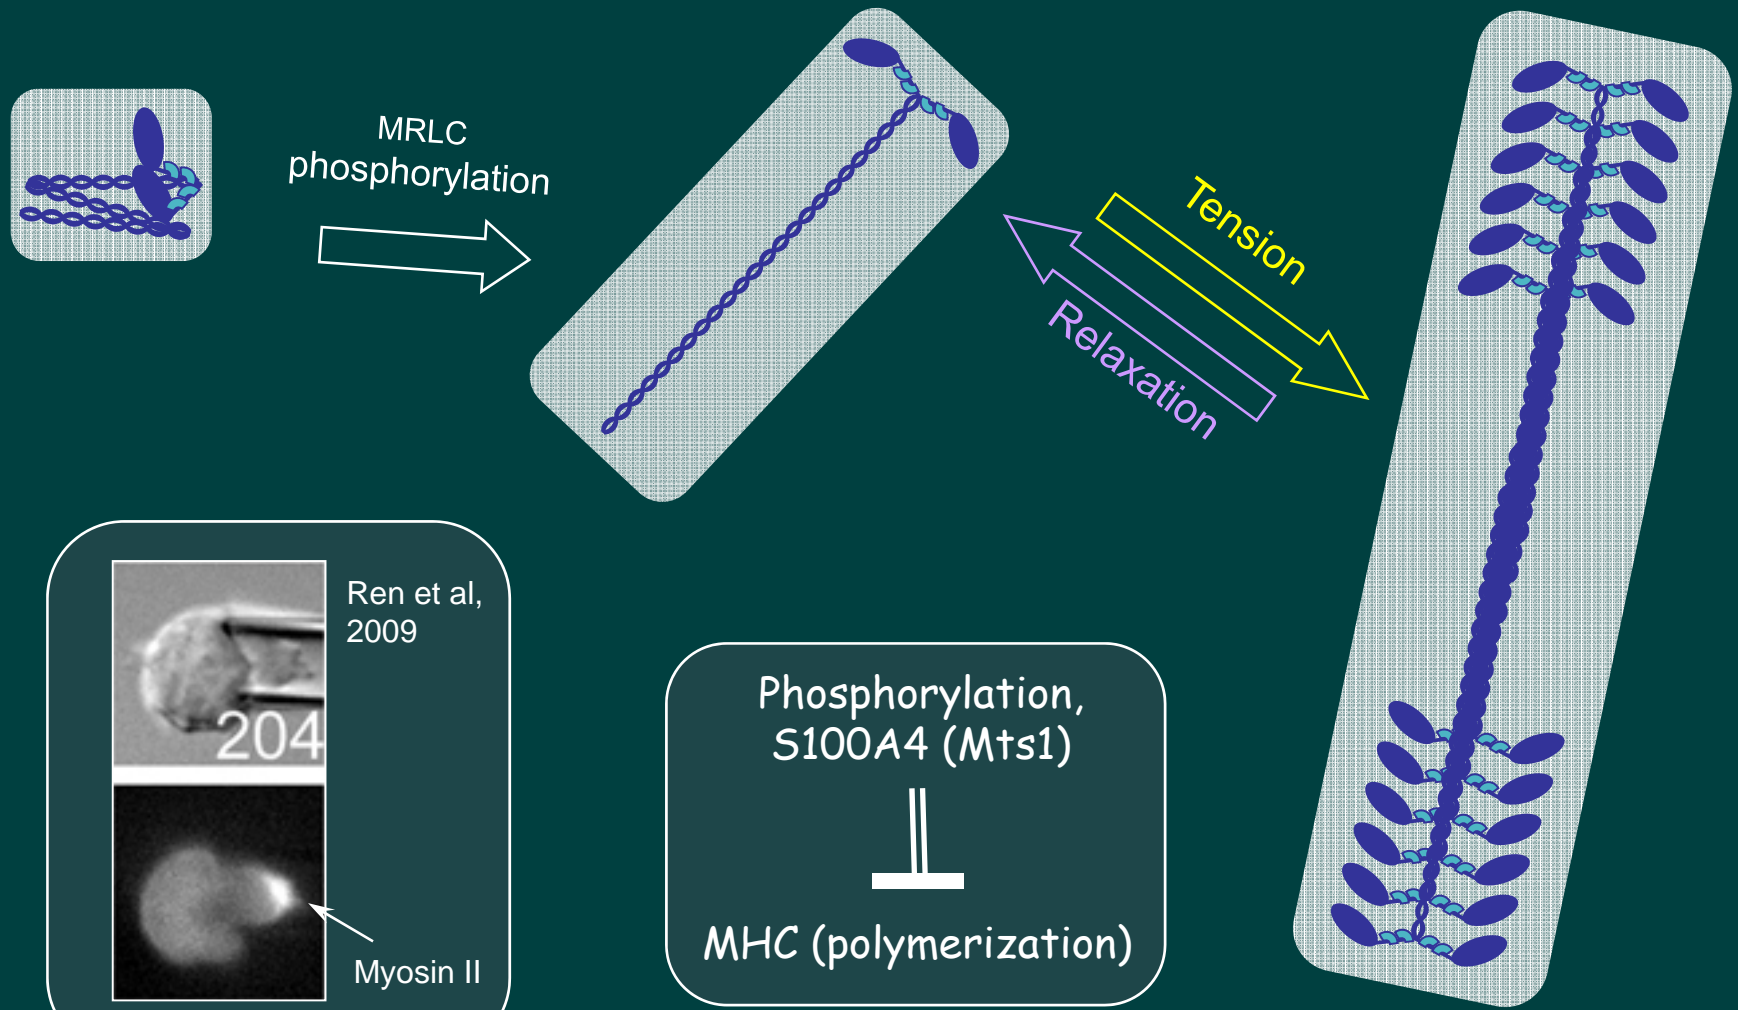 MRLC
phosphorylation
Tension
Relaxation
Ren et al,
2009
204
Myosin II
Phosphorylation,
S100A4 (Mts1)
MHC (polymerization)